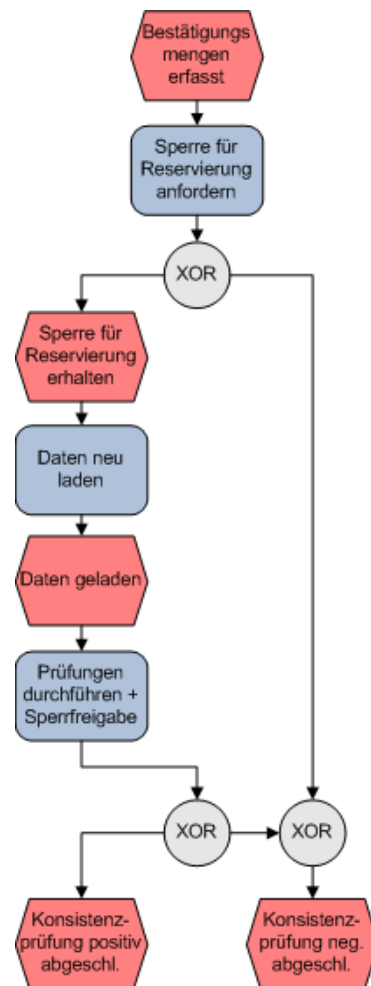 Bestätigungs
mengen
erfasst
Sperre für
Reservierung
anfordern
XOR
Sperre für
Reservierung
erhalten
Daten neu
laden
Daten geladen
Prüfungen
durchführen +
Sperrfreigabe
XOR
XOR
Konsistenz-
prüfung positiv
abgeschl.
Konsistenz-
prüfung neg.
abgeschl.